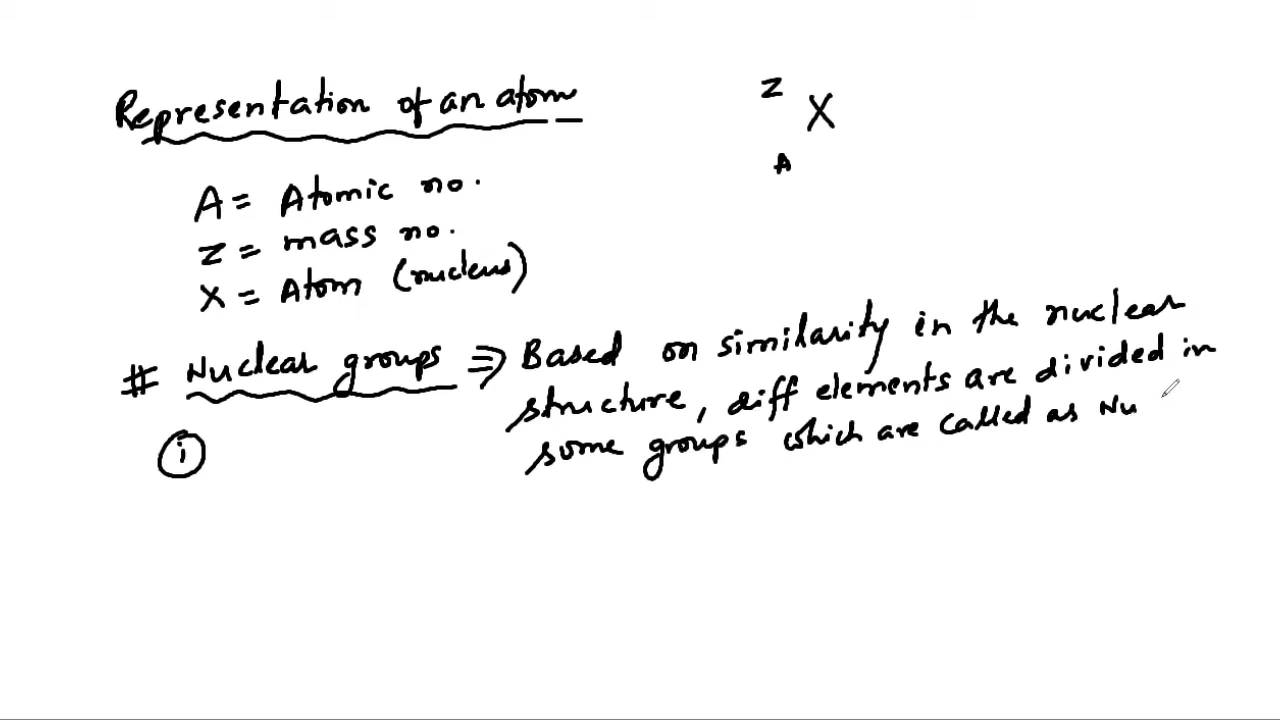 Representation of an atom
Z
X
A
A = Atomic no.
Z = mass no.
X = Atom (nucleus)
# Nuclear groups ⇒ Based on similarity in the nuclear
structure, diff elements are divided in
some groups which are called as Nu
i